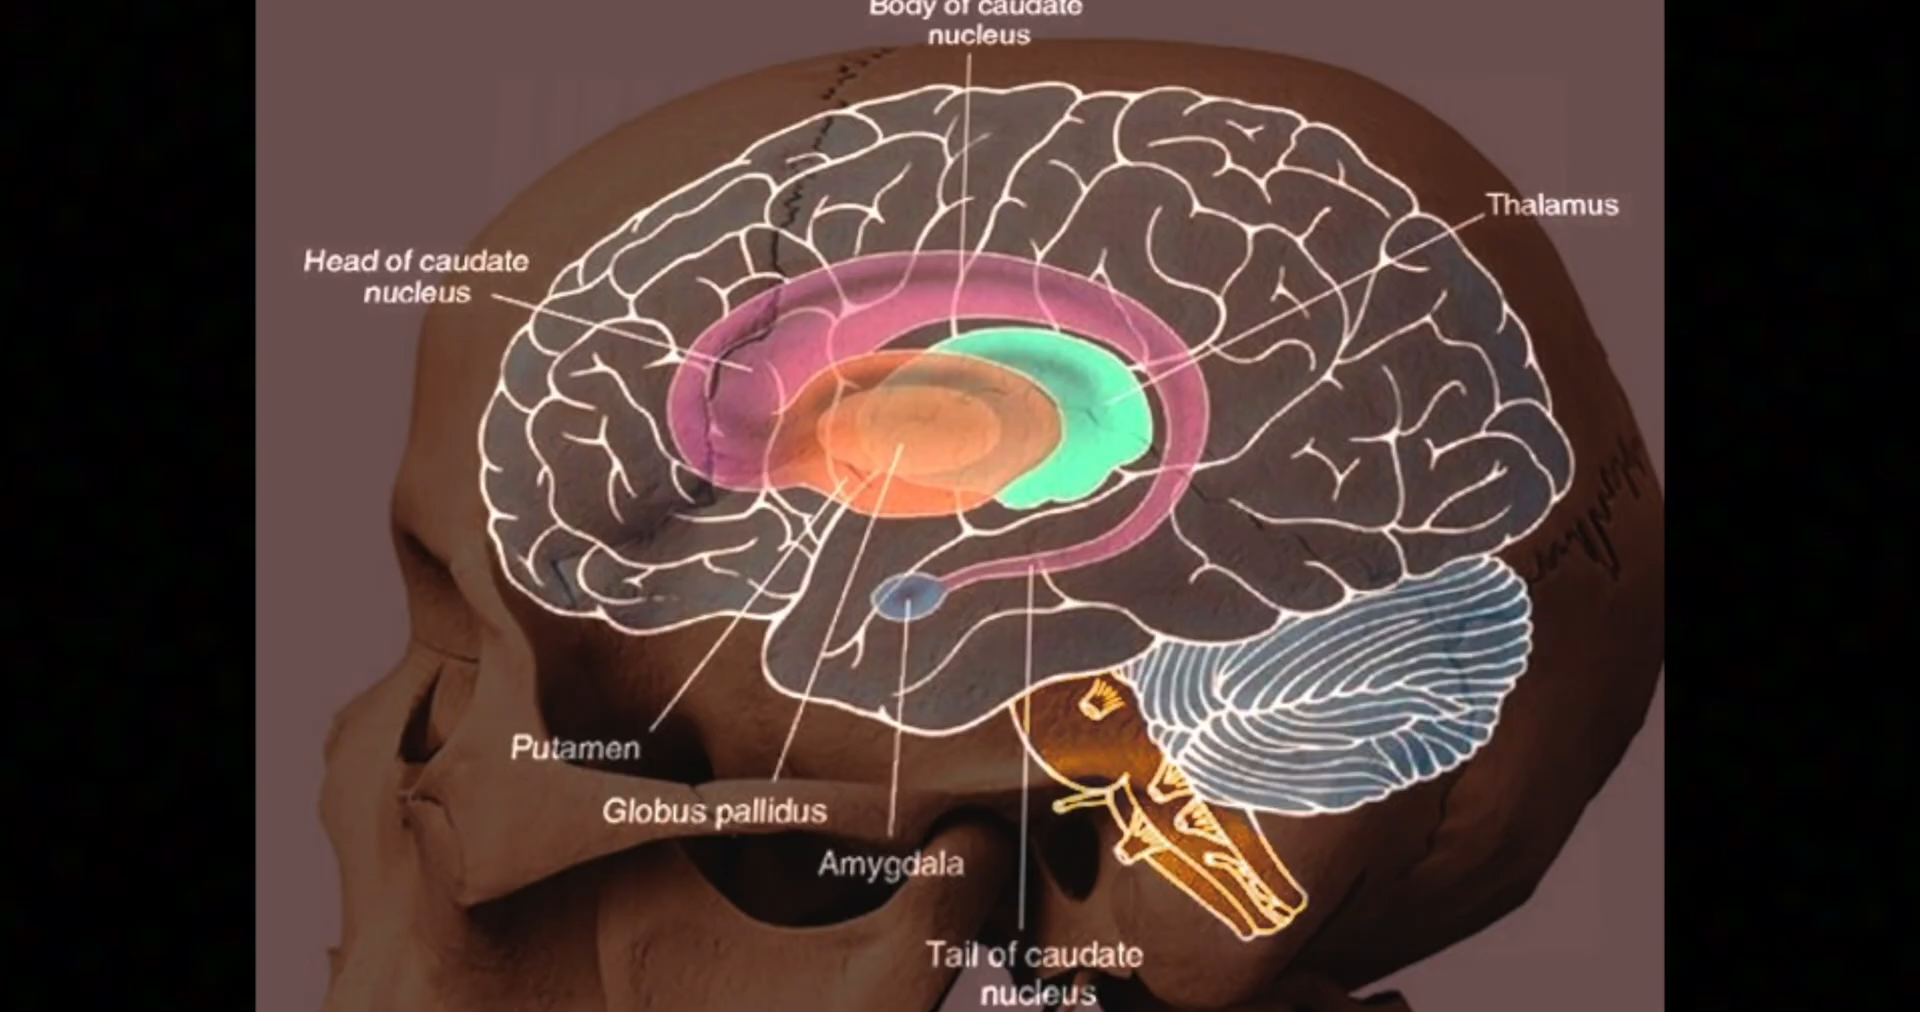 Body of caudate
nucleus
Thalamus
Head of caudate
nucleus
Putamen
Globus pallidus
Amygdala
Tail of caudate
nucleus